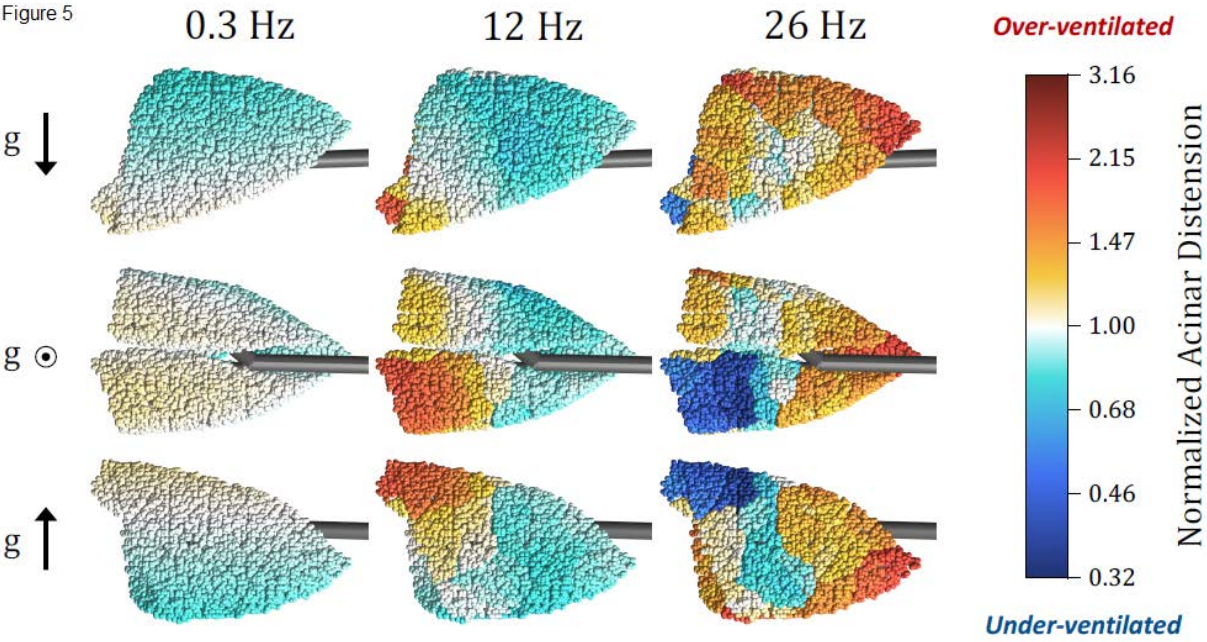 Figure 5
0.3 Hz
12 Hz
26 Hz
Over-ventilated
g
g
g
3.16
2.15
1.47
1.00
0.68
0.46
0.32
Normalized Acinar Distension
Under-ventilated